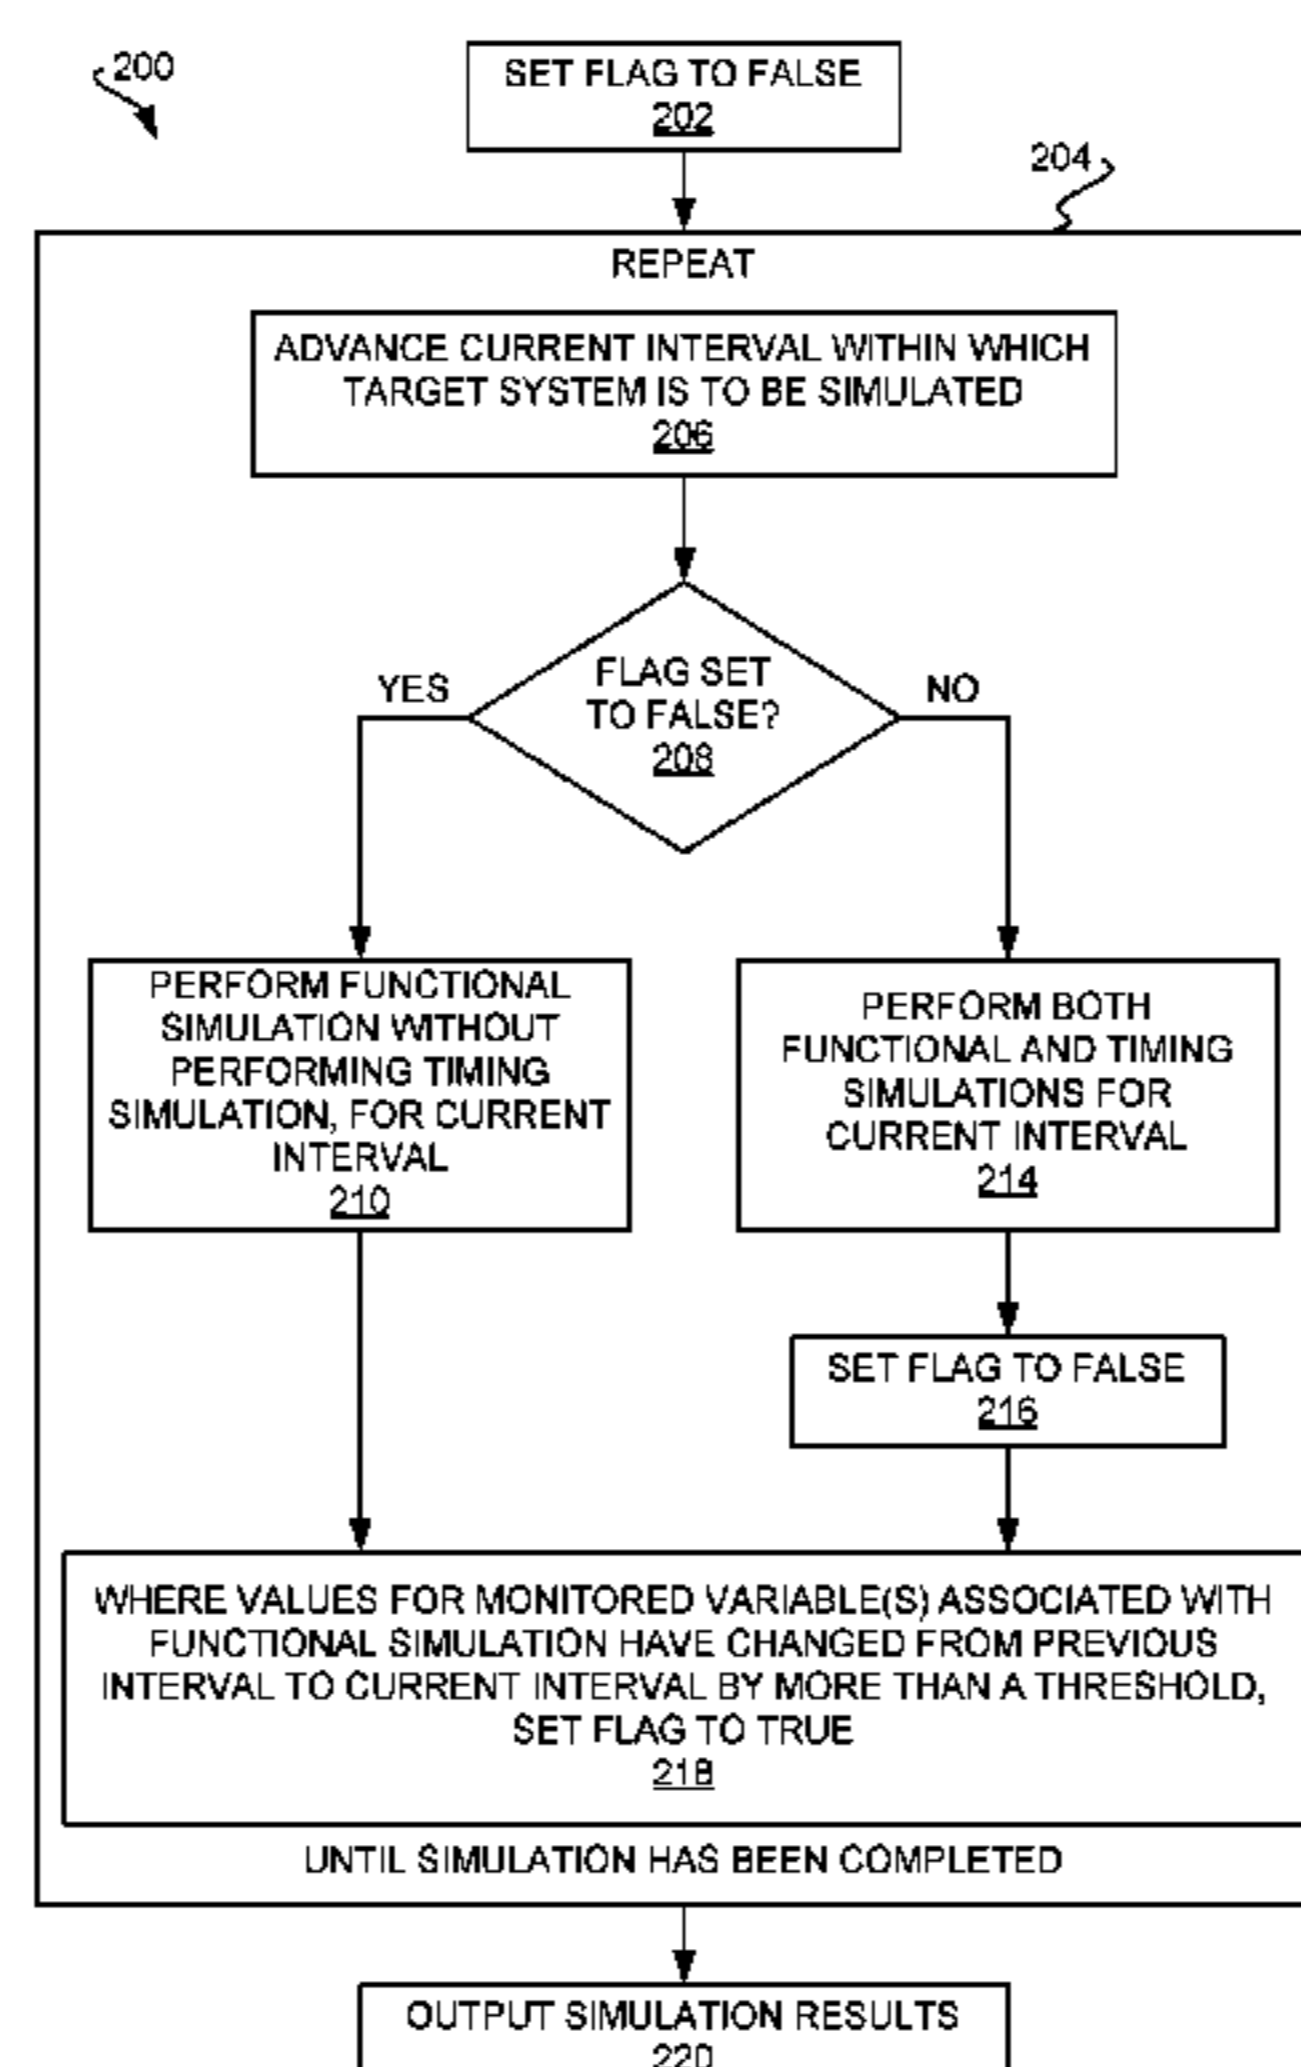 200
SET FLAG TO FALSE
202
204
REPEAT
ADVANCE CURRENT INTERVAL WITHIN WHICH
TARGET SYSTEM IS TO BE SIMULATED
206
FLAG SET
TO FALSE?
208
YES
NO
PERFORM FUNCTIONAL
SIMULATION WITHOUT
PERFORMING TIMING
SIMULATION, FOR CURRENT
INTERVAL
210
PERFORM BOTH
FUNCTIONAL AND TIMING
SIMULATIONS FOR
CURRENT INTERVAL
214
SET FLAG TO FALSE
216
WHERE VALUES FOR MONITORED VARIABLE(S) ASSOCIATED WITH
FUNCTIONAL SIMULATION HAVE CHANGED FROM PREVIOUS
INTERVAL TO CURRENT INTERVAL BY MORE THAN A THRESHOLD,
SET FLAG TO TRUE
218
UNTIL SIMULATION HAS BEEN COMPLETED
OUTPUT SIMULATION RESULTS
220